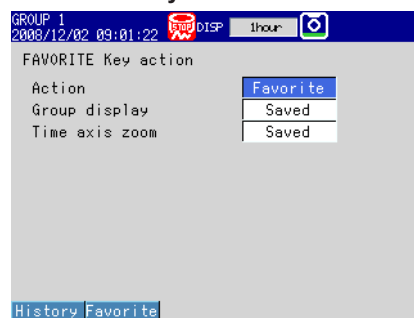 GROUP 1
2008/12/02 09:01:22 STOP DISP 1hour
FAVORITE Key action
Action Favorite
Group display Saved
Time axis zoom Saved
History Favorite